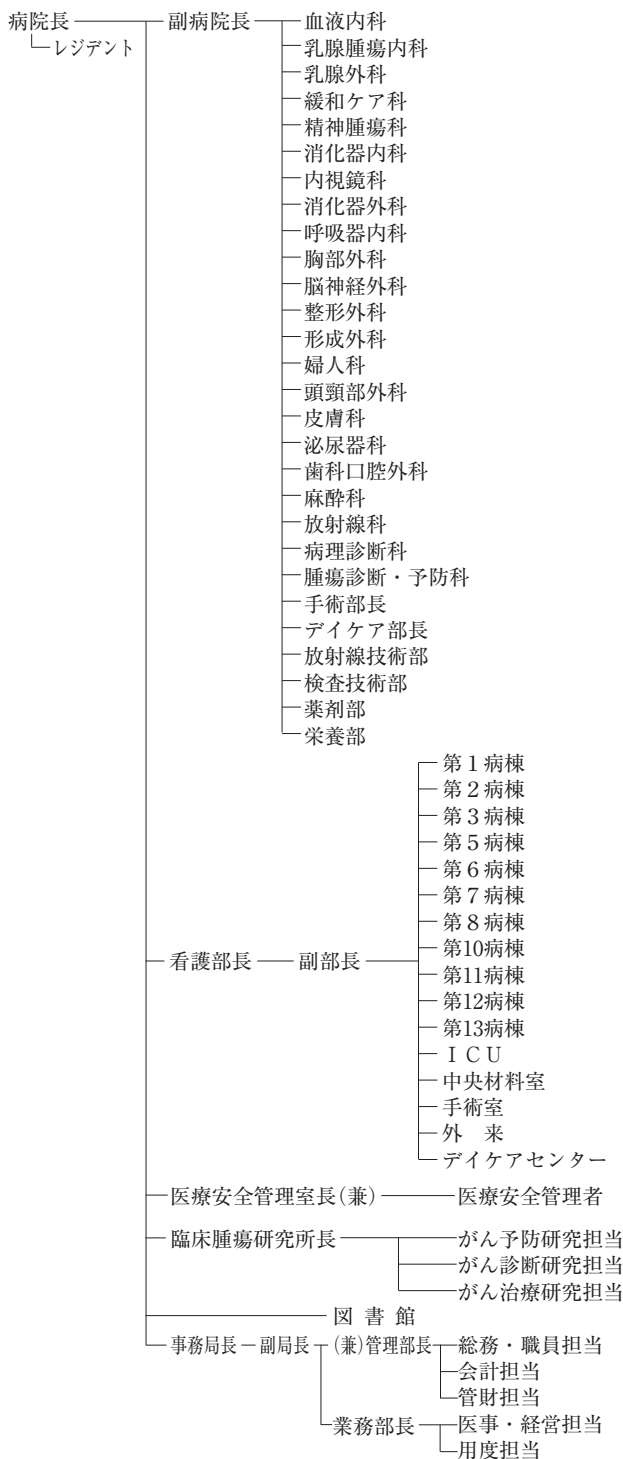 病院長 副病院長 血液内科
レジデント 乳腺腫瘍内科
乳腺外科
緩和ケア科
精神腫瘍科
消化器内科
内視鏡科
消化器外科
呼吸器内科
胸部外科
脳神経外科
整形外科
形成外科
婦人科
頭頸部外科
皮膚科
泌尿器科
歯科口腔外科
麻酔科
放射線科
病理診断科
腫瘍診断・予防科
手術部長
デイケア部長
放射線技術部
検査技術部
薬剤部
栄養部
第1病棟
第2病棟
第3病棟
第5病棟
第6病棟
第7病棟
第8病棟
看護部長 副部長 第10病棟
第11病棟
第12病棟
第13病棟
ICU
中央材料室
手術室
外 来
デイケアセンター
医療安全管理室長(兼) 医療安全管理者
臨床腫瘍研究所長 がん予防研究担当
がん診断研究担当
がん治療研究担当
図 書 館
事務局長 副局長 (兼)管理部長 総務・職員担当
会計担当
管財担当
業務部長 医事・経営担当
用度担当